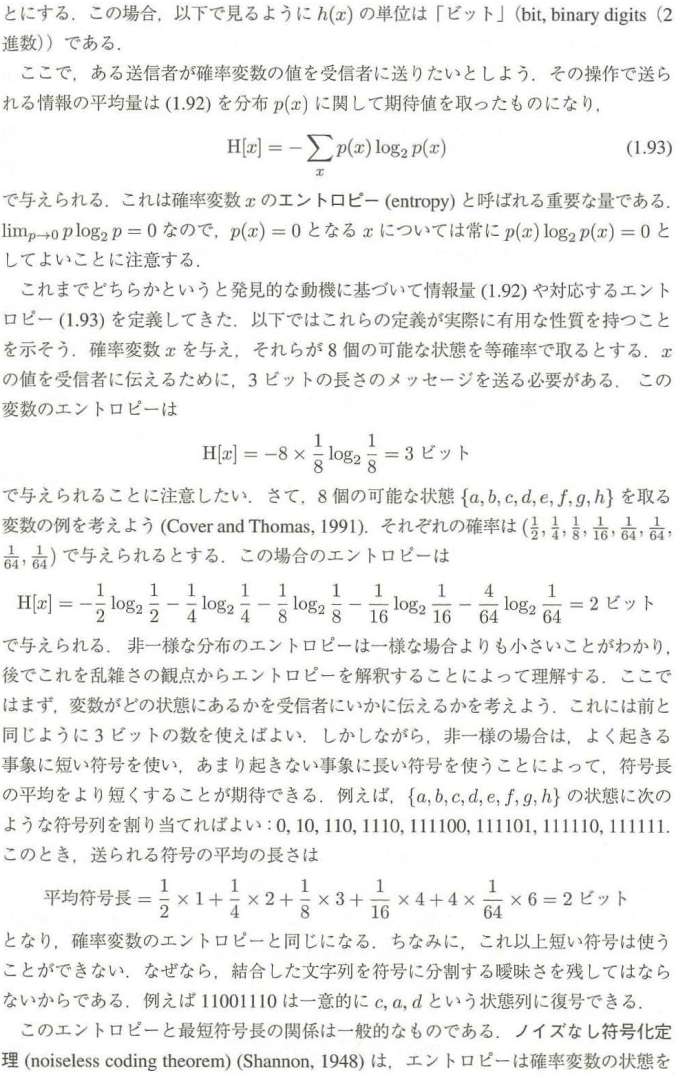 とにする．この場合，以下で見るように h(x) の単位は「ビット」(bit, binary digits（2
進数)）である．
ここで，ある送信者が確率変数の値を受信者に送りたいとしよう．その操作で送ら
れる情報の平均量は (1.92) を分布 p(x) に関して期待値を取ったものになり，
H[x] = −∑ₓ p(x) log₂ p(x) (1.93)
で与えられる．これは確率変数 x のエントロピー (entropy) と呼ばれる重要な量である．
lim_{p→0} p log₂ p = 0 なので，p(x) = 0 となる x については常に p(x) log₂ p(x) = 0 と
してよいことに注意する．
これまでどちらかというと発見的な動機に基づいて情報量 (1.92) や対応するエント
ロピー (1.93) を定義してきた．以下ではこれらの定義が実際に有用な性質を持つこと
を示そう．確率変数 x を与え，それらが 8 個の可能な状態を等確率で取るとする．x
の値を受信者に伝えるために，3 ビットの長さのメッセージを送る必要がある． この
変数のエントロピーは
H[x] = −8 × 1/8 log₂ 1/8 = 3 ビット
で与えられることに注意したい．さて，8 個の可能な状態 {a, b, c, d, e, f, g, h} を取る
変数の例を考えよう (Cover and Thomas, 1991)．それぞれの確率は (1/2, 1/4, 1/8, 1/16, 1/64, 1/64,
1/64, 1/64) で与えられるとする．この場合のエントロピーは
H[x] = −1/2 log₂ 1/2 − 1/4 log₂ 1/4 − 1/8 log₂ 1/8 − 1/16 log₂ 1/16 − 4/64 log₂ 1/64 = 2 ビット
で与えられる． 非一様な分布のエントロピーは一様な場合よりも小さいことがわかり，
後でこれを乱雑さの観点からエントロピーを解釈することによって理解する．ここで
はまず，変数がどの状態にあるかを受信者にいかに伝えるかを考えよう．これには前と
同じように 3 ビットの数を使えばよい．しかしながら，非一様の場合は，よく起きる
事象に短い符号を使い，あまり起きない事象に長い符号を使うことによって，符号長
の平均をより短くすることが期待できる．例えば，{a, b, c, d, e, f, g, h} の状態に次の
ような符号列を割り当てればよい：0, 10, 110, 1110, 111100, 111101, 111110, 111111.
このとき，送られる符号の平均の長さは
平均符号長 = 1/2 × 1 + 1/4 × 2 + 1/8 × 3 + 1/16 × 4 + 4 × 1/64 × 6 = 2 ビット
となり，確率変数のエントロピーと同じになる．ちなみに，これ以上短い符号は使う
ことができない．なぜなら，結合した文字列を符号に分割する曖昧さを残してはなら
ないからである．例えば 11001110 は一意的に c, a, d という状態列に復号できる．
このエントロピーと最短符号長の関係は一般的なものである．ノイズなし符号化定
理 (noiseless coding theorem) (Shannon, 1948) は，エントロピーは確率変数の状態を